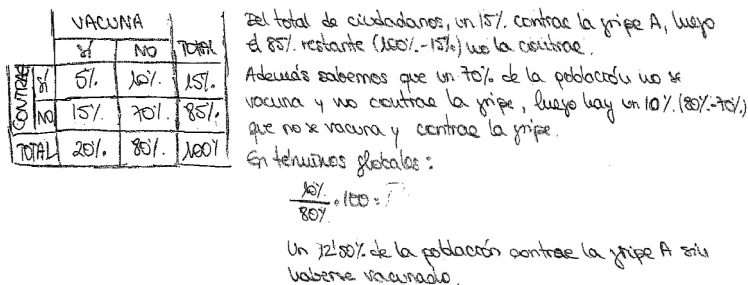 VACUNA
SÍ NO TOTAL
CONTRAE SÍ 5% 10% 15%
NO 15% 70% 85%
TOTAL 20% 80% 100%
Del total de ciudadanos, un 15% contrae la gripe A, luego
el 85% restante (100%-15%) no la contrae.
Además sabemos que un 70% de la población no se
vacuna y no contrae la gripe, luego hay un 10% (80%-70%)
que no se vacuna y contrae la gripe.
En términos globales:
10%
80% · 100 =
Un 12'50% de la población contrae la gripe A sin
haberse vacunado.